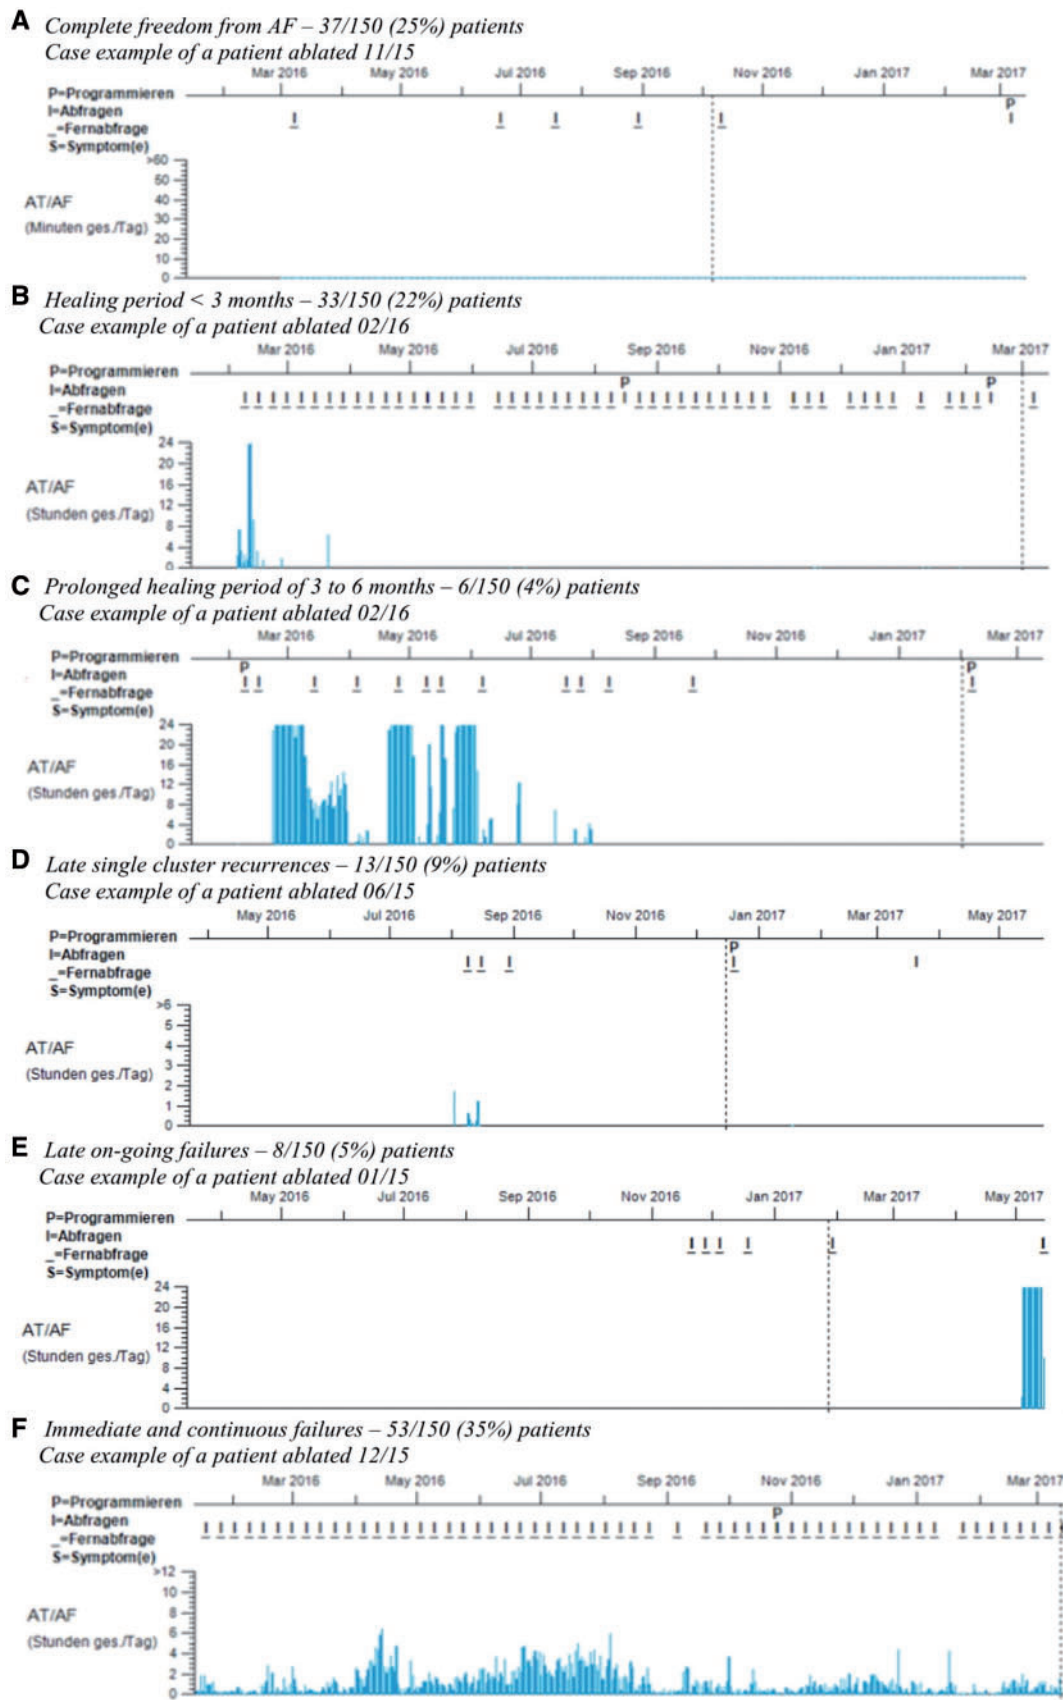 A Complete freedom from AF – 37/150 (25%) patients
Case example of a patient ablated 11/15
Mar 2016 May 2016 Jul 2016 Sep 2016 Nov 2016 Jan 2017 Mar 2017
P=Programmieren
P
I=Abfragen
I I I I I I
_=Fernabfrage
S=Symptom(e)
>60
50
AT/AF
40
30
(Minuten ges./Tag)
20
10
0
B Healing period < 3 months – 33/150 (22%) patients
Case example of a patient ablated 02/16
Mar 2016 May 2016 Jul 2016 Sep 2016 Nov 2016 Jan 2017 Mar 2017
P=Programmieren
P P
I=Abfragen
_=Fernabfrage
S=Symptom(e)
24
20
AT/AF
16
12
(Stunden ges./Tag)
8
4
0
C Prolonged healing period of 3 to 6 months – 6/150 (4%) patients
Case example of a patient ablated 02/16
Mar 2016 May 2016 Jul 2016 Sep 2016 Nov 2016 Jan 2017 Mar 2017
P=Programmieren
P P
I=Abfragen
_=Fernabfrage
S=Symptom(e)
24
20
AT/AF
16
12
(Stunden ges./Tag)
8
4
0
D Late single cluster recurrences – 13/150 (9%) patients
Case example of a patient ablated 06/15
May 2016 Jul 2016 Sep 2016 Nov 2016 Jan 2017 Mar 2017 May 2017
P=Programmieren
P
I=Abfragen
I I I I I
_=Fernabfrage
S=Symptom(e)
>6
5
AT/AF
4
3
(Stunden ges./Tag)
2
1
0
E Late on-going failures – 8/150 (5%) patients
Case example of a patient ablated 01/15
May 2016 Jul 2016 Sep 2016 Nov 2016 Jan 2017 Mar 2017 May 2017
P=Programmieren
I=Abfragen
I I I I I I
_=Fernabfrage
S=Symptom(e)
24
20
AT/AF
16
12
(Stunden ges./Tag)
8
4
0
F Immediate and continuous failures – 53/150 (35%) patients
Case example of a patient ablated 12/15
Mar 2016 May 2016 Jul 2016 Sep 2016 Nov 2016 Jan 2017 Mar 2017
P=Programmieren
P
I=Abfragen
_=Fernabfrage
S=Symptom(e)
>12
10
AT/AF
8
6
(Stunden ges./Tag)
4
2
0